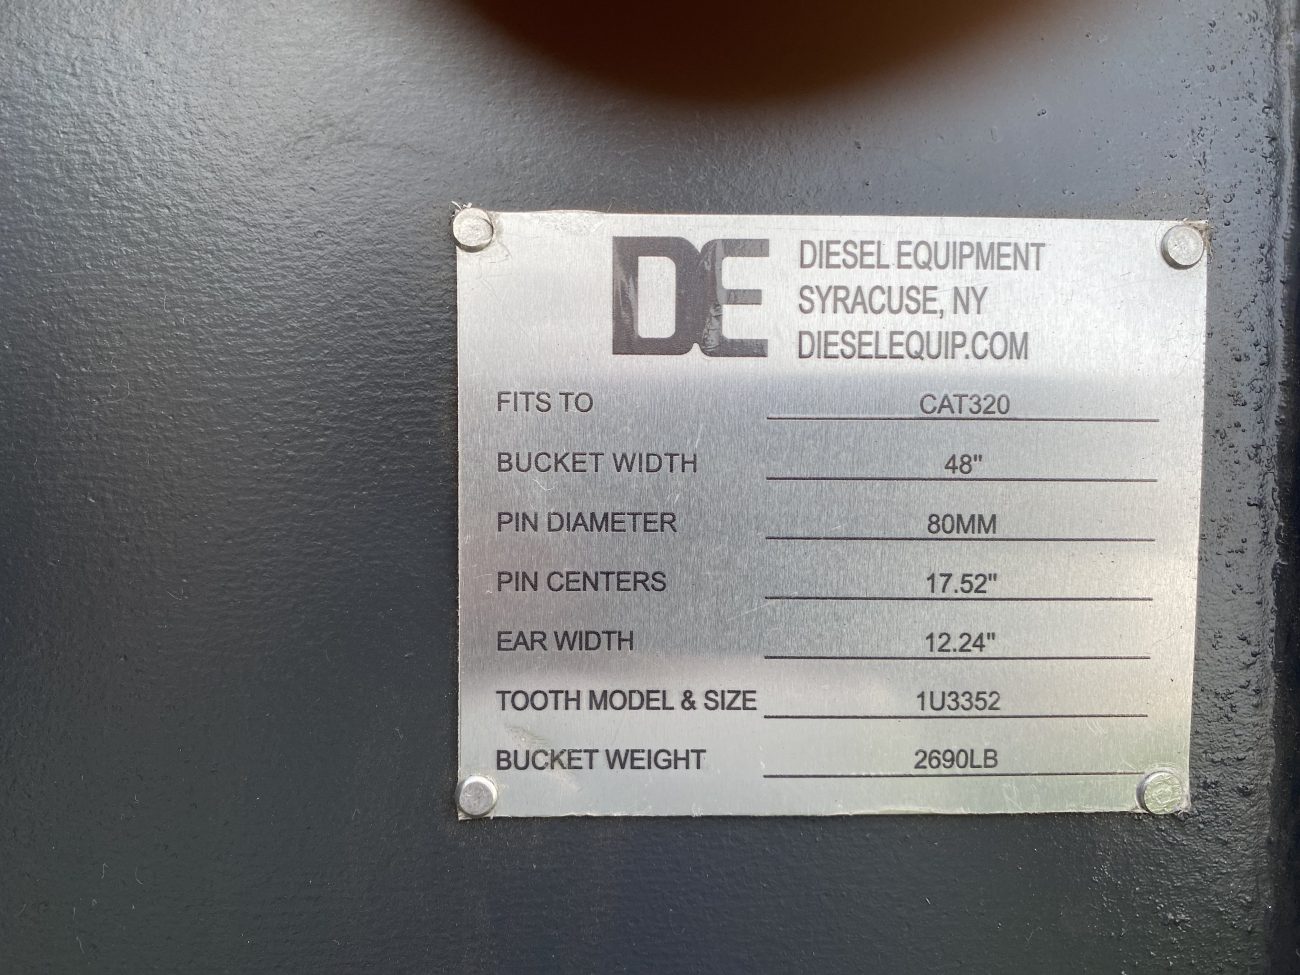 DE
DIESEL EQUIPMENT
SYRACUSE, NY
DIESELEQUIP.COM
FITS TO CAT320
BUCKET WIDTH 48"
PIN DIAMETER 80MM
PIN CENTERS 17.52"
EAR WIDTH 12.24"
TOOTH MODEL & SIZE 1U3352
BUCKET WEIGHT 2690LB